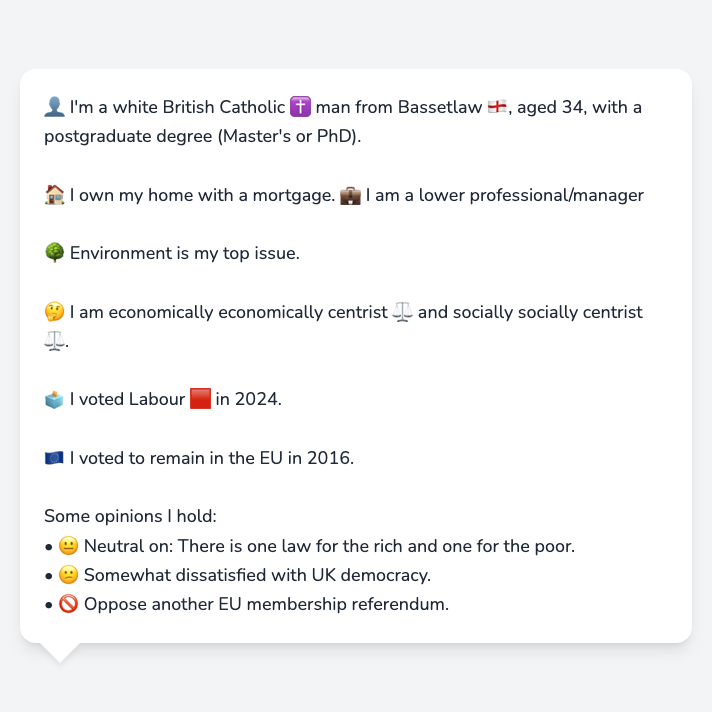 👤 I'm a white British Catholic ✝️ man from Bassetlaw 🏴󠁧󠁢󠁥󠁮󠁧󠁿, aged 34, with a
postgraduate degree (Master's or PhD).
🏠 I own my home with a mortgage. 💼 I am a lower professional/manager
🌳 Environment is my top issue.
🤔 I am economically economically centrist ⚖️ and socially socially centrist
⚖️.
🗳️ I voted Labour 🟥 in 2024.
🇪🇺 I voted to remain in the EU in 2016.
Some opinions I hold:
• 😐 Neutral on: There is one law for the rich and one for the poor.
• 😕 Somewhat dissatisfied with UK democracy.
• 🚫 Oppose another EU membership referendum.